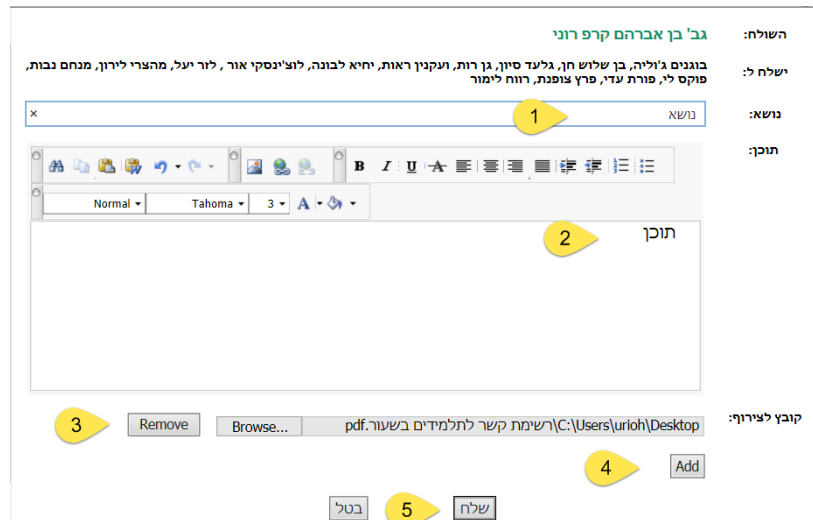 השולח: גב' בן אברהם קרפ רוני
ישלח ל: בוגנים ג'וליה, בן שלוש חן, גלעד סיון, גן רות, ועקנין ראות, יחיא לבונה, לוצ'ינסקי אור , לזר יעל, מהצרי לירון, מנחם נבות,
פוקס לי, פורת עדי, פרץ צופנת, רווח לימור
נושא: נושא 1 ×
תוכן:
B I U A
Normal Tahoma 3 A
תוכן 2
קובץ לצירוף: C:\Users\urioh\Desktop\רשימת קשר לתלמידים בשעור.pdf Browse... Remove 3
Add 4
שלח 5 בטל